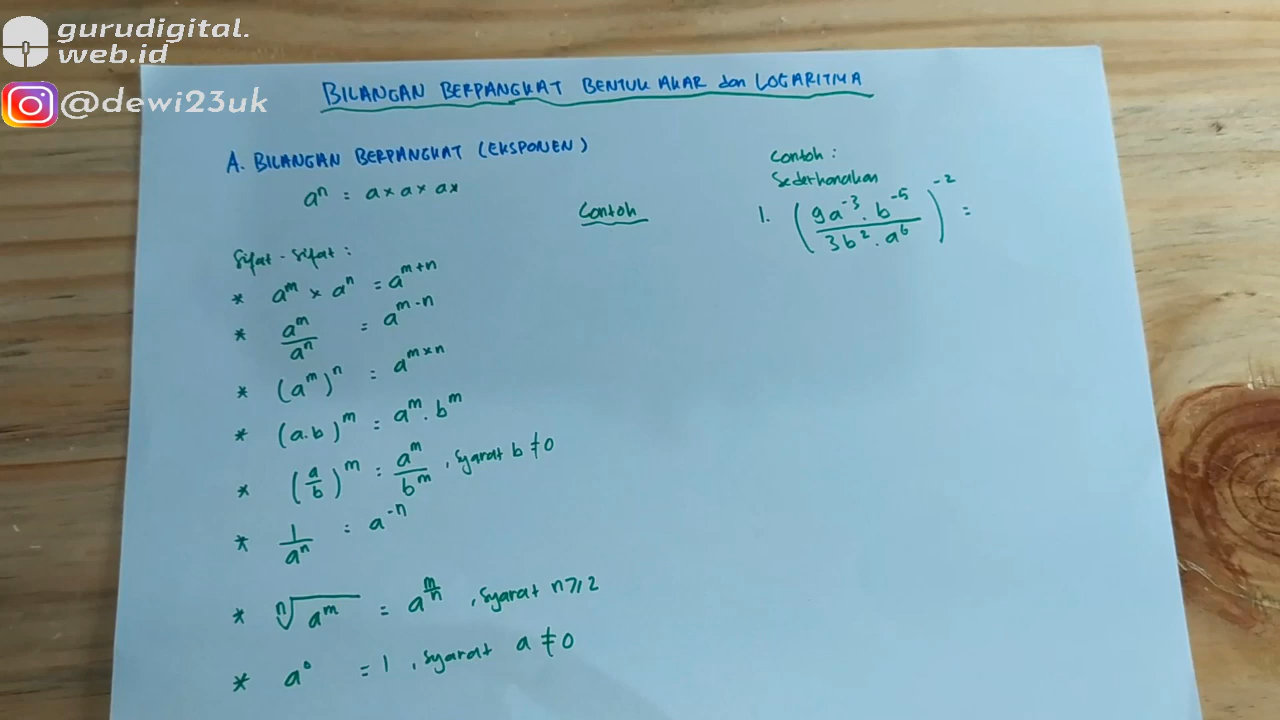 gurudigital.
web.id
@dewi23uk
BILANGAN BERPANGKAT BENTUK AKAR dan LOGARITMA
A. BILANGAN BERPANGKAT (EKSPONEN)
aⁿ = a × a × a ×
Contoh
Sifat - Sifat :
* aᵐ × aⁿ = aᵐ⁺ⁿ
* aᵐ/aⁿ = aᵐ⁻ⁿ
* (aᵐ)ⁿ = aᵐˣⁿ
* (a.b)ᵐ = aᵐ . bᵐ
* (a/b)ᵐ = aᵐ/bᵐ , syarat b ≠ 0
* 1/aⁿ = a⁻ⁿ
* ⁿ√aᵐ = a^(m/n) , syarat n ≥ 2
* a⁰ = 1 , syarat a ≠ 0
Contoh :
Sederhanakan
1. (9a⁻³ . b⁻⁵ / 3b² . a⁶)⁻² =